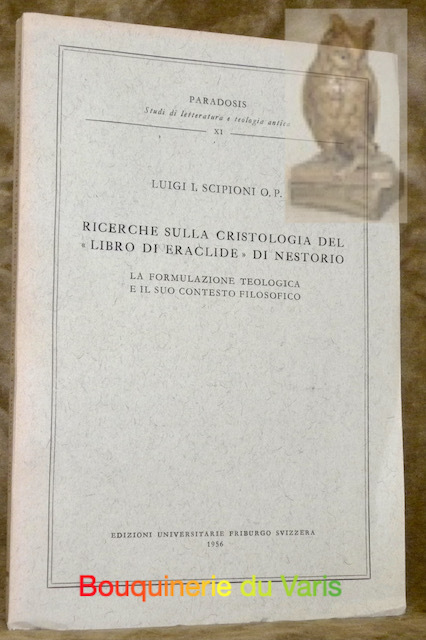 PARADOSIS
Studi di letteratura e teologia antica
XI
LUIGI I. SCIPIONI O. P.
RICERCHE SULLA CRISTOLOGIA DEL
« LIBRO DI ERACLIDE » DI NESTORIO
LA FORMULAZIONE TEOLOGICA
E IL SUO CONTESTO FILOSOFICO
EDIZIONI UNIVERSITARIE FRIBURGO SVIZZERA
1956
Bouquinerie du Varis